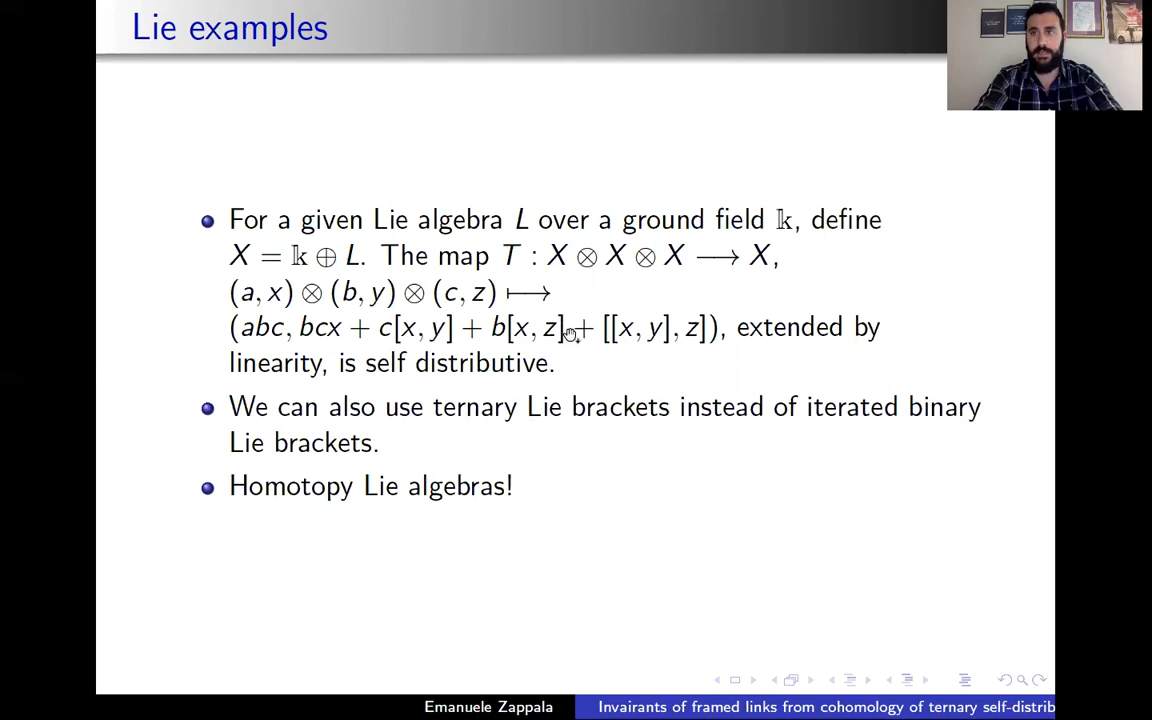 Lie examples
For a given Lie algebra L over a ground field 𝕜, define
X = 𝕜 ⊕ L. The map T : X ⊗ X ⊗ X ⟶ X,
(a, x) ⊗ (b, y) ⊗ (c, z) ⟼
(abc, bcx + c[x, y] + b[x, z] + [[x, y], z]), extended by
linearity, is self distributive.
We can also use ternary Lie brackets instead of iterated binary
Lie brackets.
Homotopy Lie algebras!
Emanuele Zappala
Invairants of framed links from cohomology of ternary self-distrib